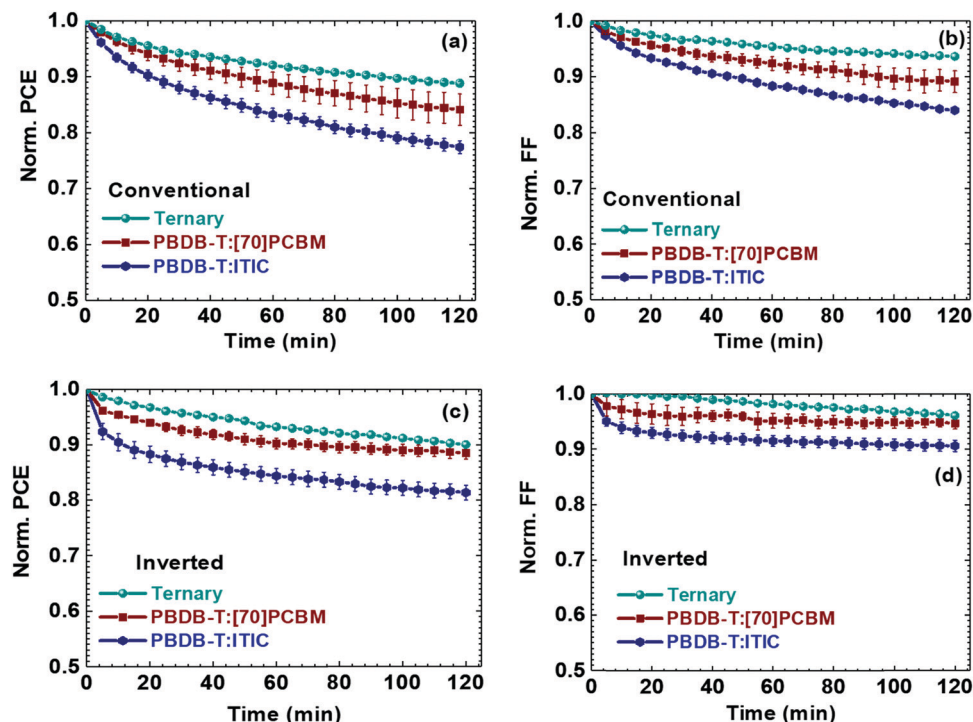 (a)
Norm. PCE
1.0
0.9
0.8
0.7
0.6
0.5
Conventional
Ternary
PBDB-T:[70]PCBM
PBDB-T:ITIC
0 20 40 60 80 100 120
Time (min)
(b)
Norm. FF
1.0
0.9
0.8
0.7
0.6
0.5
Conventional
Ternary
PBDB-T:[70]PCBM
PBDB-T:ITIC
0 20 40 60 80 100 120
Time (min)
(c)
Norm. PCE
1.0
0.9
0.8
0.7
0.6
0.5
Inverted
Ternary
PBDB-T:[70]PCBM
PBDB-T:ITIC
0 20 40 60 80 100 120
Time (min)
(d)
Norm. FF
1.0
0.9
0.8
0.7
0.6
0.5
Inverted
Ternary
PBDB-T:[70]PCBM
PBDB-T:ITIC
0 20 40 60 80 100 120
Time (min)